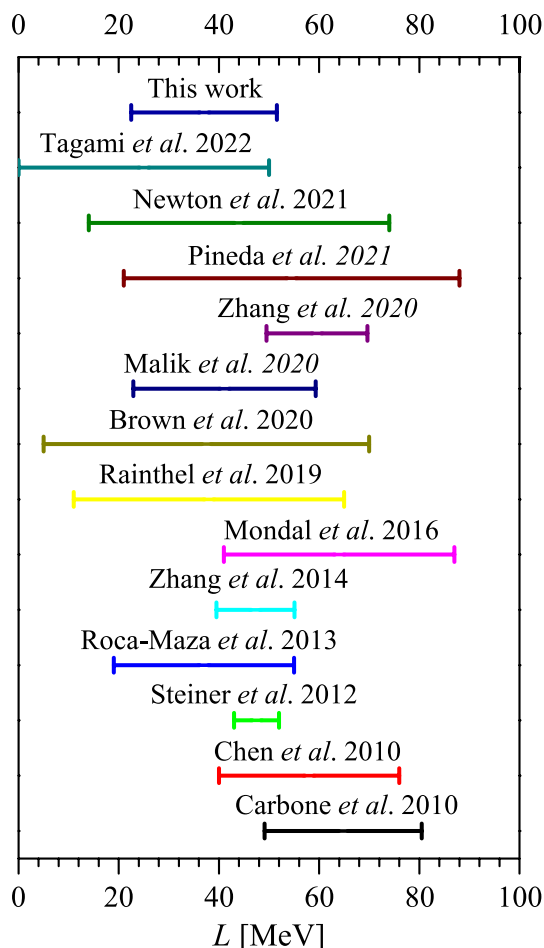 0 20 40 60 80 100
This work
Tagami et al. 2022
Newton et al. 2021
Pineda et al. 2021
Zhang et al. 2020
Malik et al. 2020
Brown et al. 2020
Rainthel et al. 2019
Mondal et al. 2016
Zhang et al. 2014
Roca-Maza et al. 2013
Steiner et al. 2012
Chen et al. 2010
Carbone et al. 2010
0 20 40 60 80 100
L [MeV]